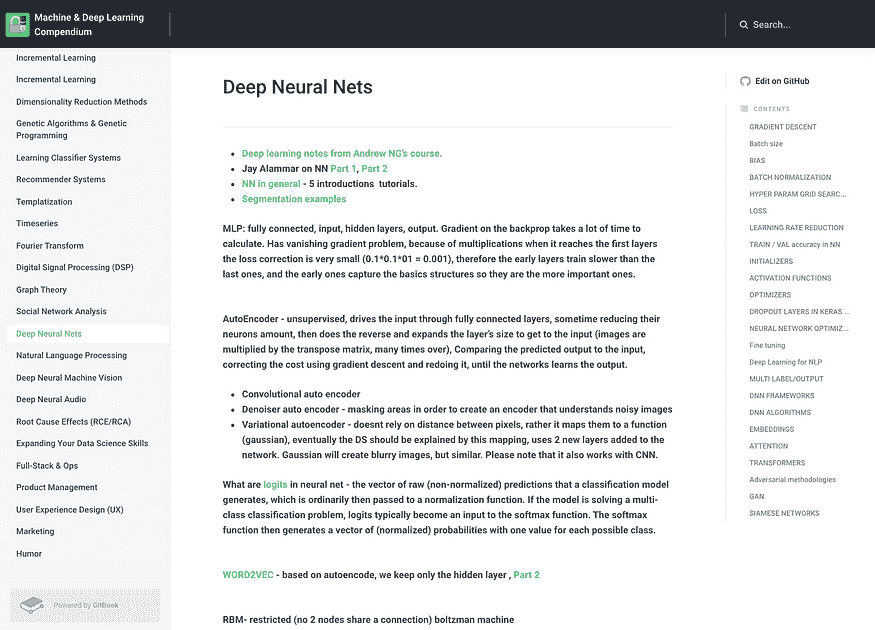 Machine & Deep Learning
Compendium
Search...
Incremental Learning
Incremental Learning
Dimensionality Reduction Methods
Genetic Algorithms & Genetic
Programming
Learning Classifier Systems
Recommender Systems
Templatization
Timeseries
Fourier Transform
Digital Signal Processing (DSP)
Graph Theory
Social Network Analysis
Deep Neural Nets
Natural Language Processing
Deep Neural Machine Vision
Deep Neural Audio
Root Cause Effects (RCE/RCA)
Expanding Your Data Science Skills
Full-Stack & Ops
Product Management
User Experience Design (UX)
Marketing
Humor
Powered by GitBook
Deep Neural Nets
Deep learning notes from Andrew NG's course.
Jay Alammar on NN Part 1, Part 2
NN in general - 5 introductions tutorials.
Segmentation examples
MLP: fully connected, input, hidden layers, output. Gradient on the backprop takes a lot of time to
calculate. Has vanishing gradient problem, because of multiplications when it reaches the first layers
the loss correction is very small (0.1*0.1*01 = 0.001), therefore the early layers train slower than the
last ones, and the early ones capture the basics structures so they are the more important ones.
AutoEncoder - unsupervised, drives the input through fully connected layers, sometime reducing their
neurons amount, then does the reverse and expands the layer's size to get to the input (images are
multiplied by the transpose matrix, many times over), Comparing the predicted output to the input,
correcting the cost using gradient descent and redoing it, until the networks learns the output.
Convolutional auto encoder
Denoiser auto encoder - masking areas in order to create an encoder that understands noisy images
Variational autoencoder - doesnt rely on distance between pixels, rather it maps them to a function
(gaussian), eventually the DS should be explained by this mapping, uses 2 new layers added to the
network. Gaussian will create blurry images, but similar. Please note that it also works with CNN.
What are logits in neural net - the vector of raw (non-normalized) predictions that a classification model
generates, which is ordinarily then passed to a normalization function. If the model is solving a multi-
class classification problem, logits typically become an input to the softmax function. The softmax
function then generates a vector of (normalized) probabilities with one value for each possible class.
WORD2VEC - based on autoencode, we keep only the hidden layer , Part 2
RBM- restricted (no 2 nodes share a connection) boltzman machine
Edit on GitHub
CONTENTS
GRADIENT DESCENT
Batch size
BIAS
BATCH NORMALIZATION
HYPER PARAM GRID SEARC...
LOSS
LEARNING RATE REDUCTION
TRAIN / VAL accuracy in NN
INITIALIZERS
ACTIVATION FUNCTIONS
OPTIMIZERS
DROPOUT LAYERS IN KERAS ...
NEURAL NETWORK OPTIMIZ...
Fine tuning
Deep Learning for NLP
MULTI LABEL/OUTPUT
DNN FRAMEWORKS
DNN ALGORITHMS
EMBEDDINGS
ATTENTION
TRANSFORMERS
Adversarial methodologies
GAN
SIAMESE NETWORKS